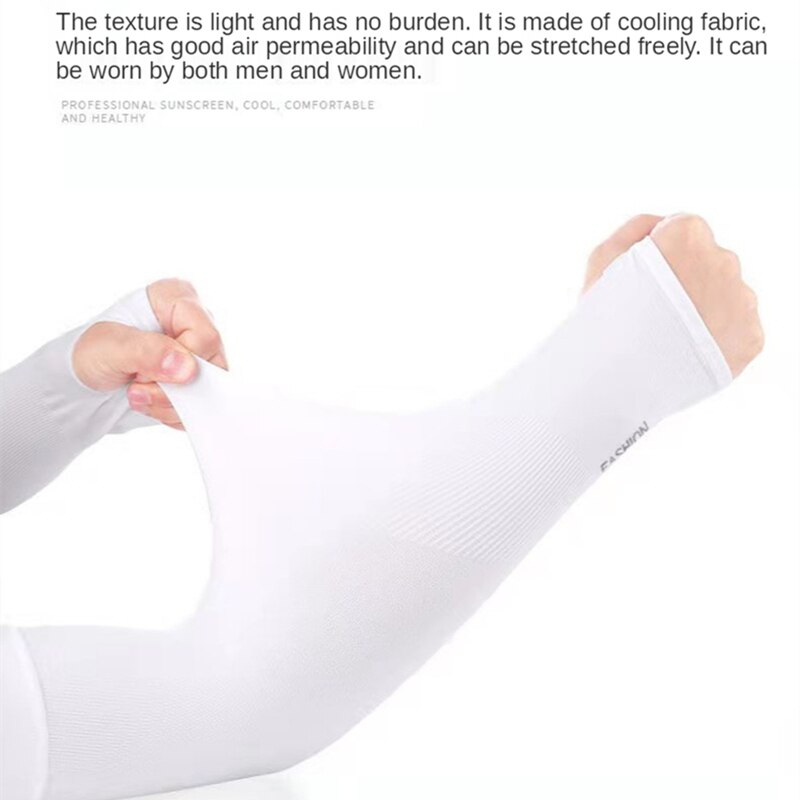 The texture is light and has no burden. It is made of cooling fabric,
which has good air permeability and can be stretched freely. It can
be worn by both men and women.
PROFESSIONAL SUNSCREEN, COOL, COMFORTABLE
AND HEALTHY
FASHION